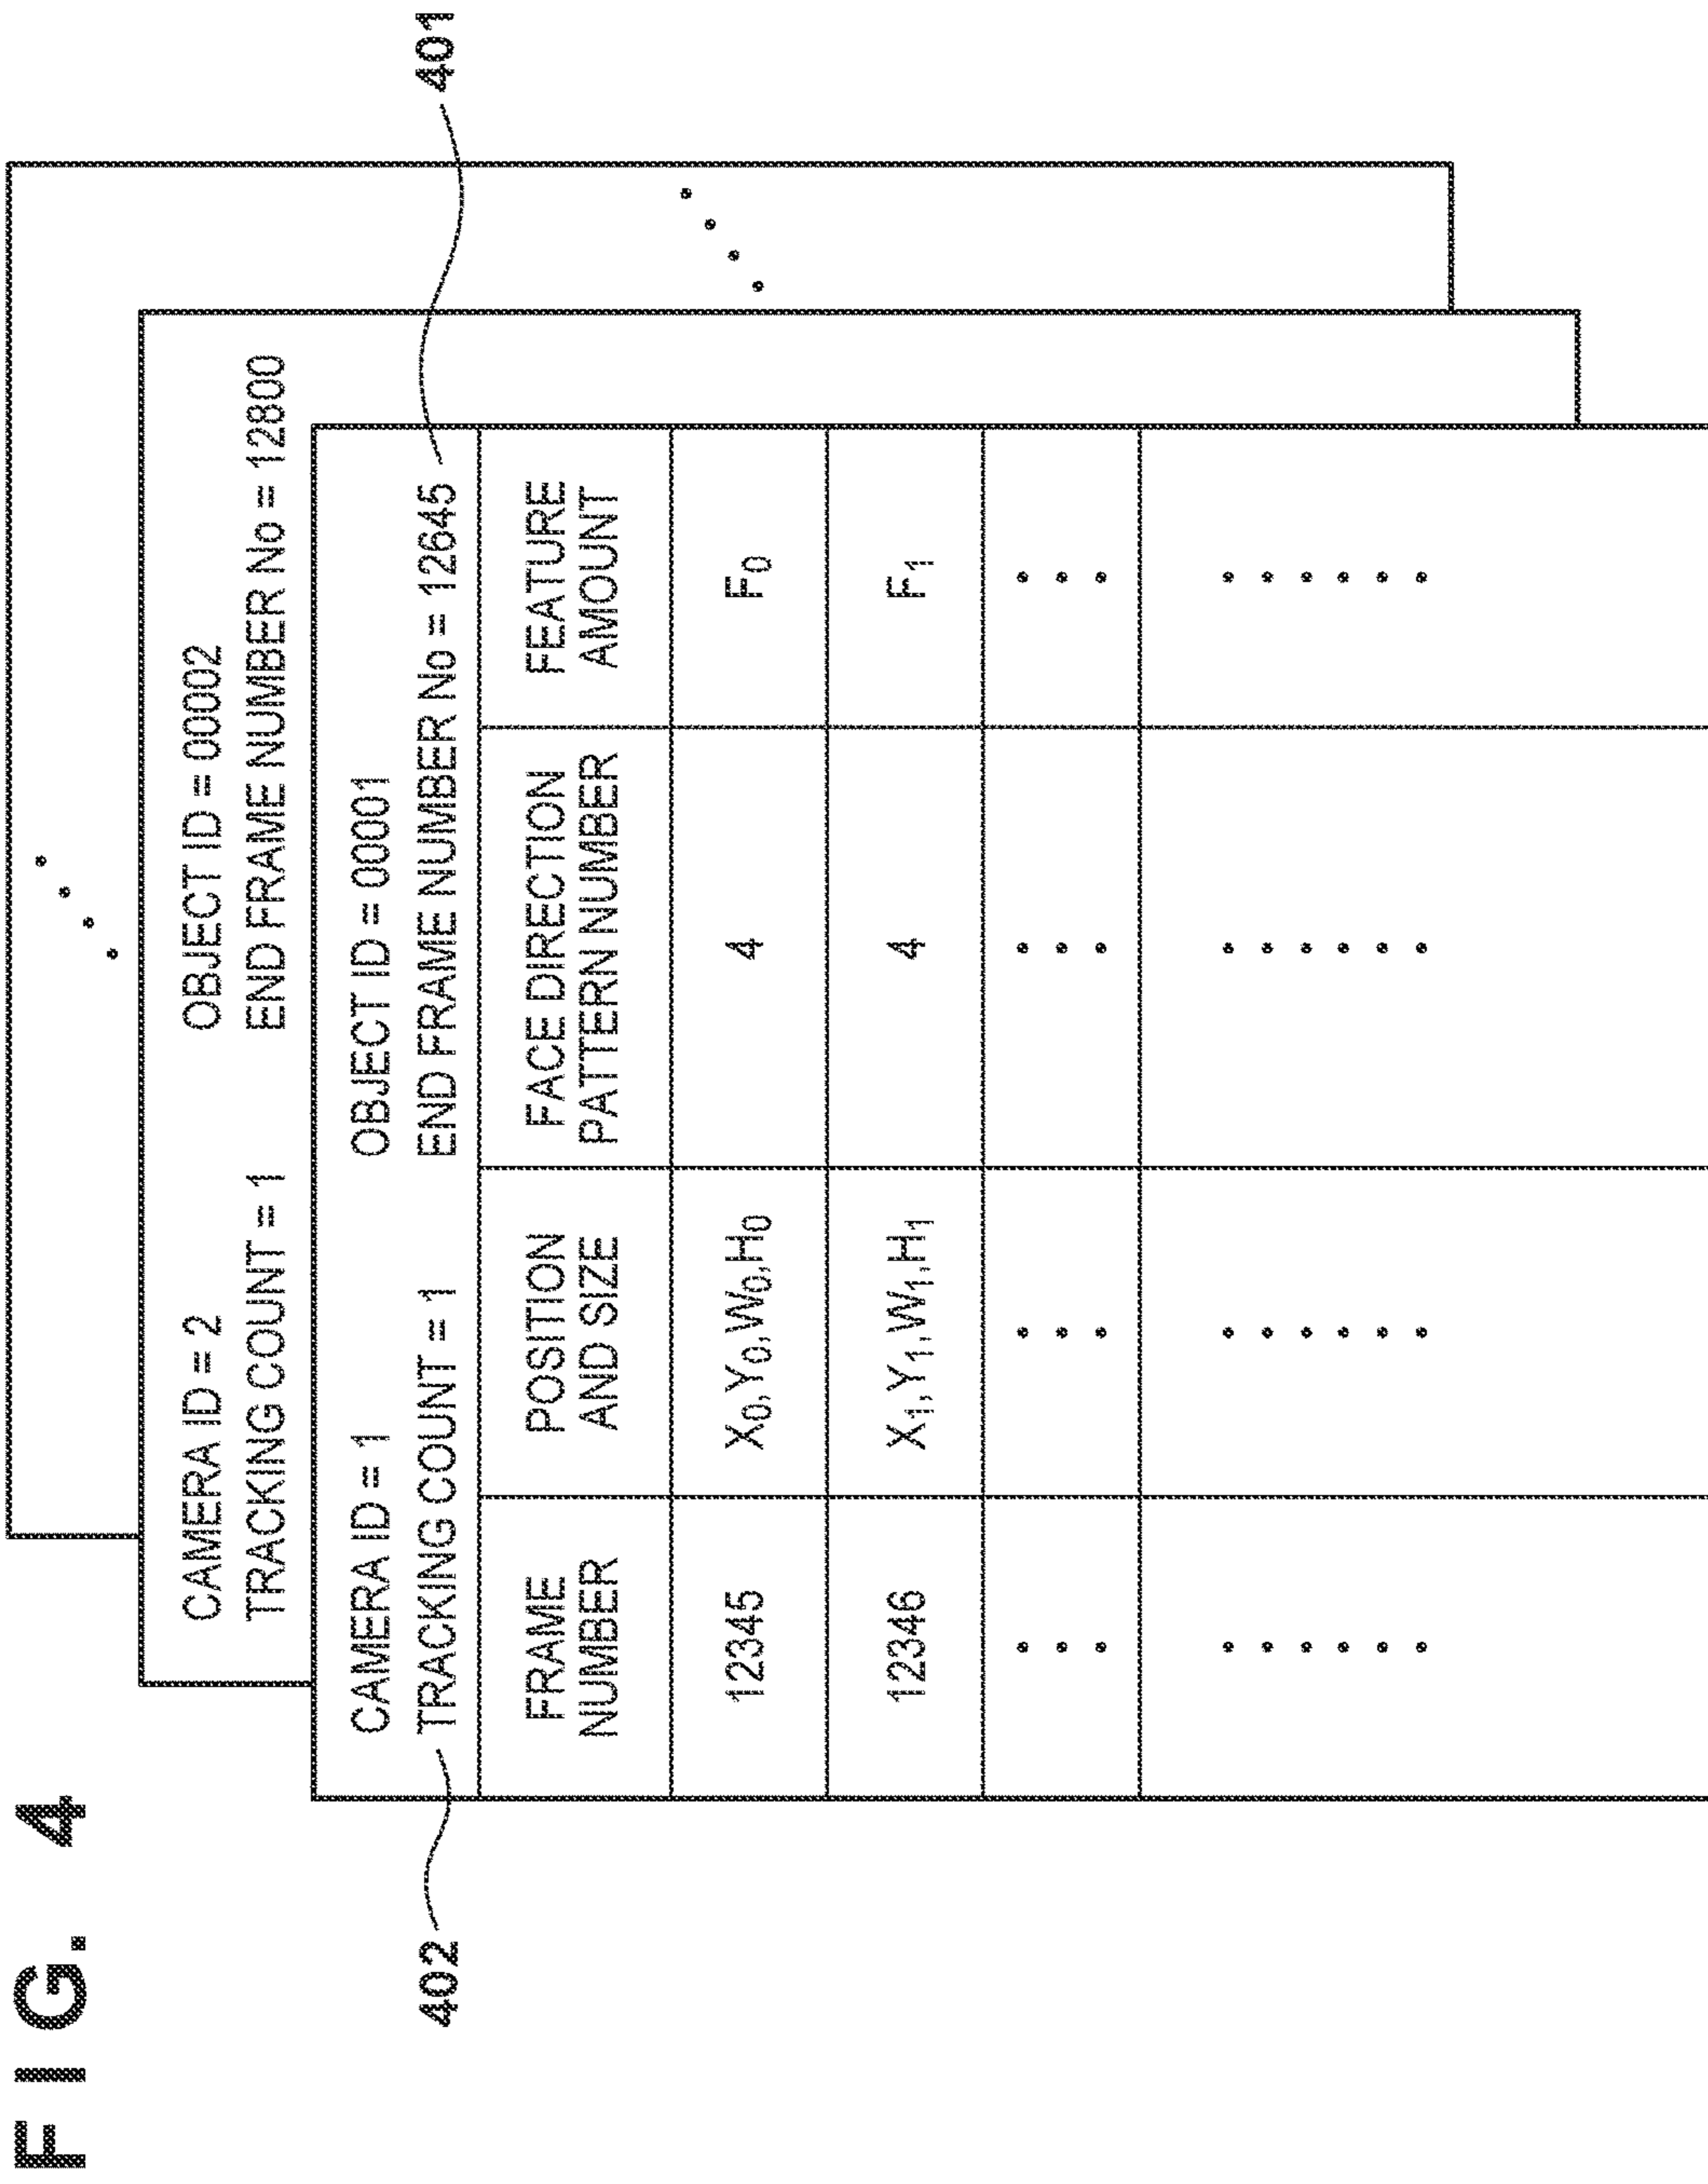 FIG. 4
CAMERA ID = 2 OBJECT ID = 00002
TRACKING COUNT = 1 END FRAME NUMBER No = 12800
CAMERA ID = 1 OBJECT ID = 00001
402 TRACKING COUNT = 1 END FRAME NUMBER No = 12645 401
FRAME NUMBER POSITION AND SIZE FACE DIRECTION PATTERN NUMBER FEATURE AMOUNT
12345 X₀,Y₀,W₀,H₀ 4 F₀
12346 X₁,Y₁,W₁,H₁ 4 F₁